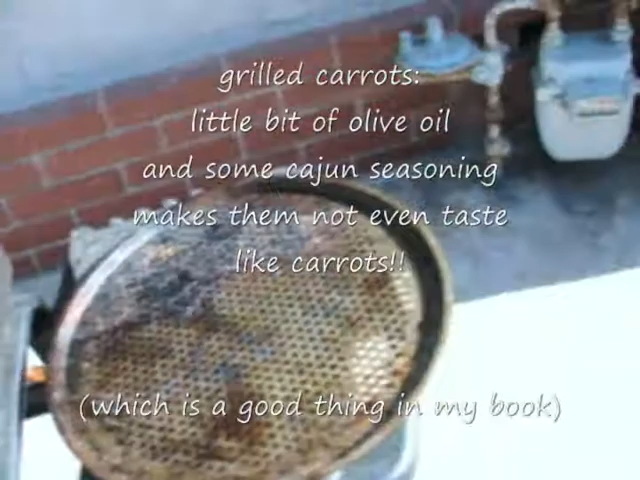 grilled carrots:
little bit of olive oil
and some cajun seasoning
makes them not even taste
like carrots!!
(which is a good thing in my book)